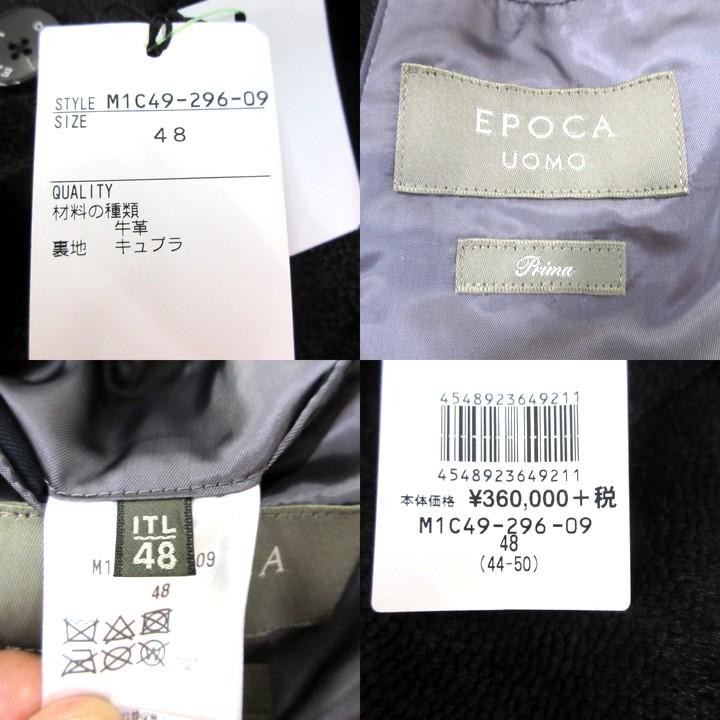 STYLE M1C49-296-09
SIZE
48
QUALITY
材料の種類
牛革
裏地 キュプラ
EPOCA
UOMO
Prima
ITL
48
M1 09
A
48
4548923649211
4548923649211
本体価格 ¥360,000+税
M1C49-296-09
48
(44-50)